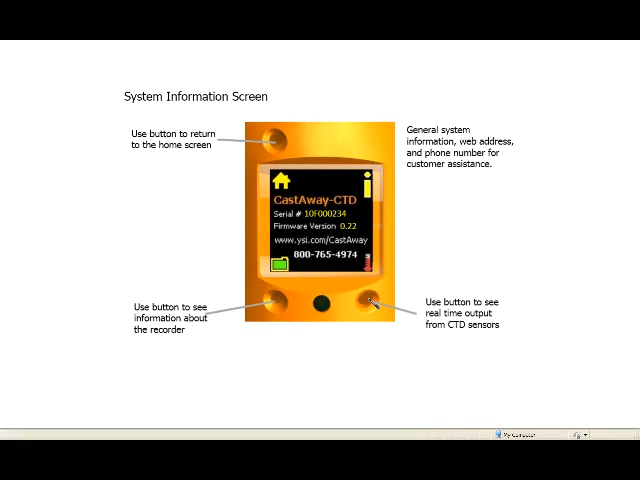 System Information Screen
Use button to return
to the home screen
General system
information, web address,
and phone number for
customer assistance.
CastAway-CTD
Serial # 10F000234
Firmware Version 0.22
www.ysi.com/CastAway
800-765-4974
Use button to see
information about
the recorder
Use button to see
real time output
from CTD sensors
My Computer